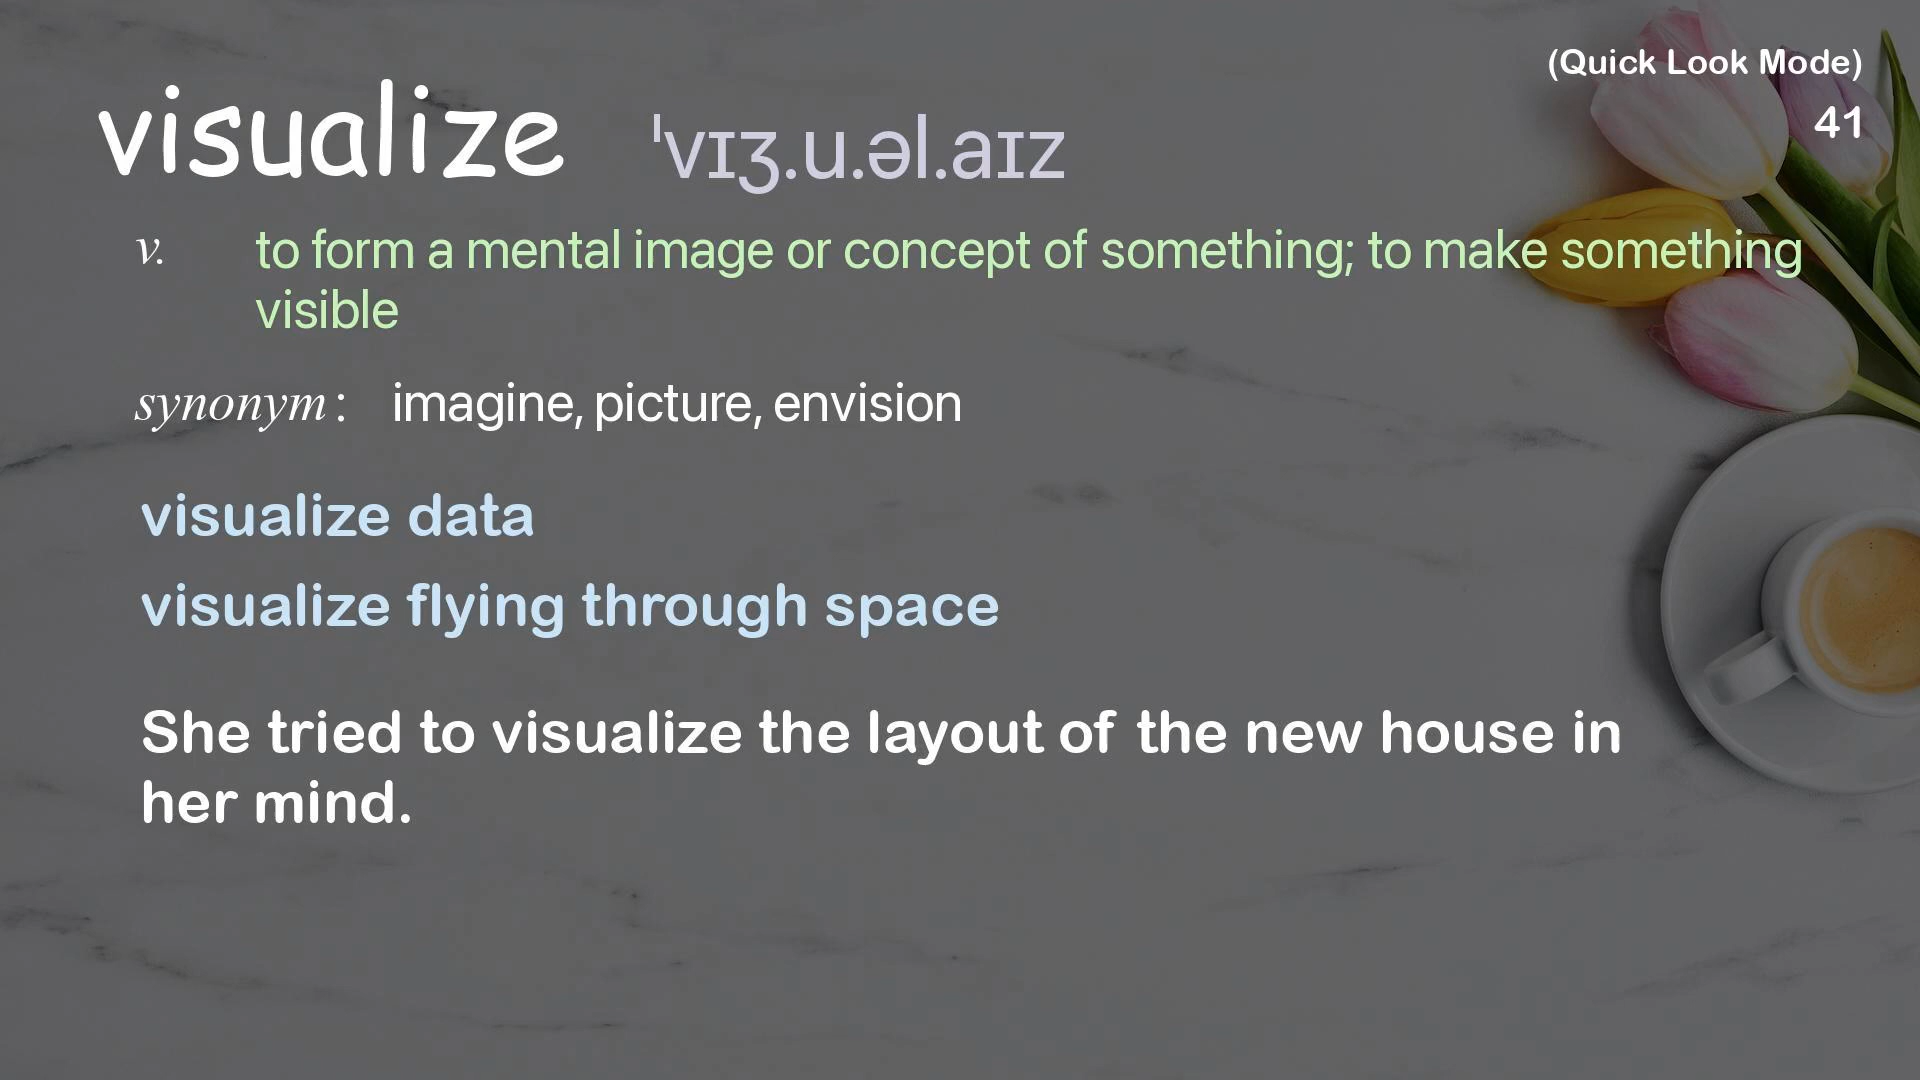 (Quick Look Mode)
41
visualize ˈvɪʒ.u.əl.aɪz
v. to form a mental image or concept of something; to make something
visible
synonym: imagine, picture, envision
visualize data
visualize flying through space
She tried to visualize the layout of the new house in
her mind.